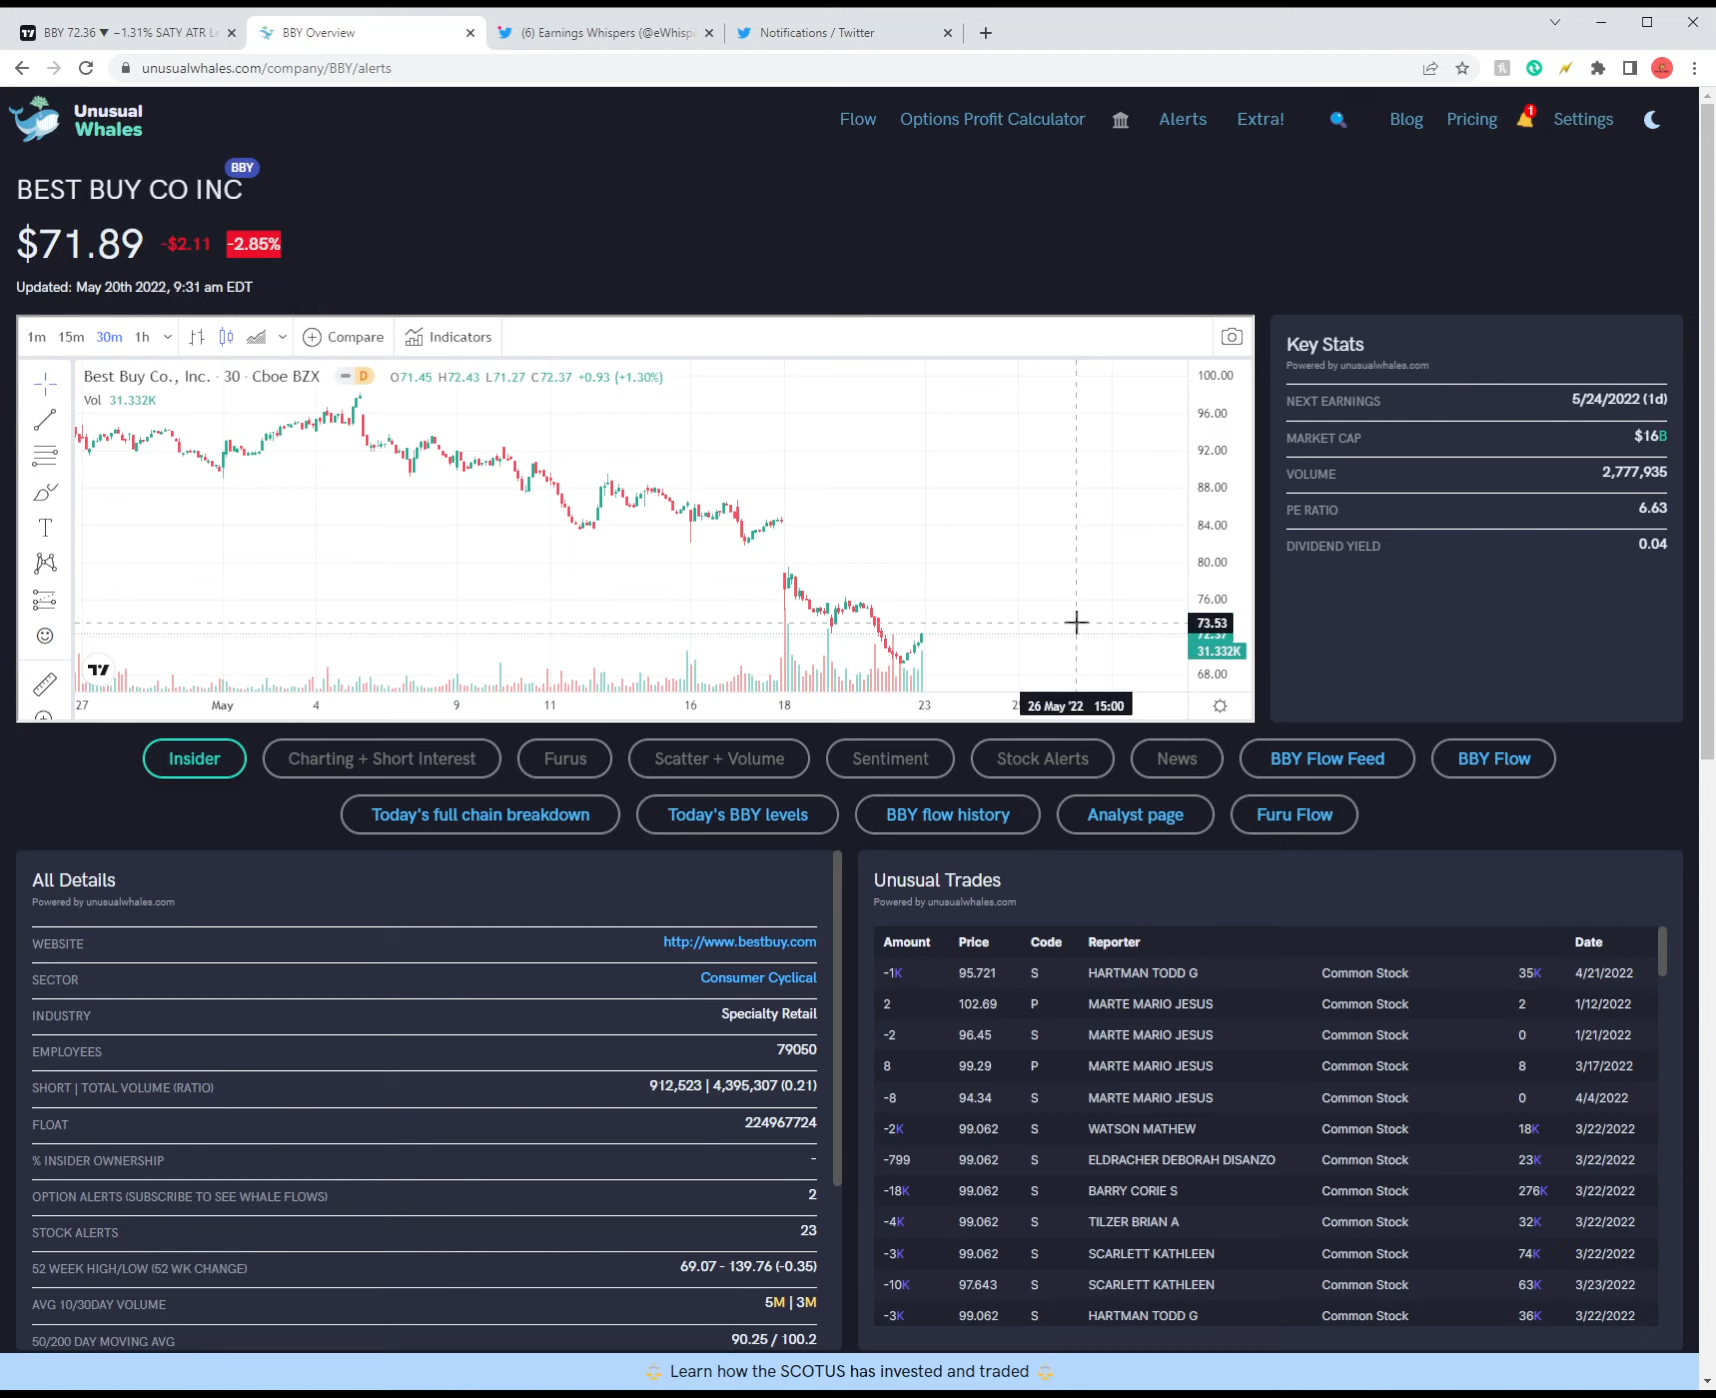 BBY 72.36 ▼ −1.31% SATY ATR Le
BBY Overview
(6) Earnings Whispers (@eWhisp
Notifications / Twitter
unusualwhales.com/company/BBY/alerts
Unusual
Whales
Flow
Options Profit Calculator
Alerts
Extra!
Blog
Pricing
1
Settings
BBY
BEST BUY CO INC
$71.89 -$2.11 -2.85%
Updated: May 20th 2022, 9:31 am EDT
1m 15m 30m 1h Compare Indicators
Best Buy Co., Inc. · 30 · Cboe BZX D O71.45 H72.43 L71.27 C72.37 +0.93 (+1.30%)
Vol 31.332K
100.00
96.00
92.00
88.00
84.00
80.00
76.00
73.53
72.37
31.332K
68.00
27 May 4 9 11 16 18 23 26 May '22 15:00
Key Stats
Powered by unusualwhales.com
NEXT EARNINGS 5/24/2022 (1d)
MARKET CAP $16B
VOLUME 2,777,935
PE RATIO 6.63
DIVIDEND YIELD 0.04
Insider
Charting + Short Interest
Furus
Scatter + Volume
Sentiment
Stock Alerts
News
BBY Flow Feed
BBY Flow
Today's full chain breakdown
Today's BBY levels
BBY flow history
Analyst page
Furu Flow
All Details
Powered by unusualwhales.com
WEBSITE http://www.bestbuy.com
SECTOR Consumer Cyclical
INDUSTRY Specialty Retail
EMPLOYEES 79050
SHORT | TOTAL VOLUME (RATIO) 912,523 | 4,395,307 (0.21)
FLOAT 224967724
% INSIDER OWNERSHIP -
OPTION ALERTS (SUBSCRIBE TO SEE WHALE FLOWS) 2
STOCK ALERTS 23
52 WEEK HIGH/LOW (52 WK CHANGE) 69.07 - 139.76 (-0.35)
AVG 10/30DAY VOLUME 5M | 3M
50/200 DAY MOVING AVG 90.25 / 100.2
Unusual Trades
Powered by unusualwhales.com
Amount Price Code Reporter Date
-1K 95.721 S HARTMAN TODD G Common Stock 35K 4/21/2022
2 102.69 P MARTE MARIO JESUS Common Stock 2 1/12/2022
-2 96.45 S MARTE MARIO JESUS Common Stock 0 1/21/2022
8 99.29 P MARTE MARIO JESUS Common Stock 8 3/17/2022
-8 94.34 S MARTE MARIO JESUS Common Stock 0 4/4/2022
-2K 99.062 S WATSON MATHEW Common Stock 18K 3/22/2022
-799 99.062 S ELDRACHER DEBORAH DISANZO Common Stock 23K 3/22/2022
-18K 99.062 S BARRY CORIE S Common Stock 276K 3/22/2022
-4K 99.062 S TILZER BRIAN A Common Stock 32K 3/22/2022
-3K 99.062 S SCARLETT KATHLEEN Common Stock 74K 3/22/2022
-10K 97.643 S SCARLETT KATHLEEN Common Stock 63K 3/23/2022
-3K 99.062 S HARTMAN TODD G Common Stock 36K 3/22/2022
Learn how the SCOTUS has invested and traded